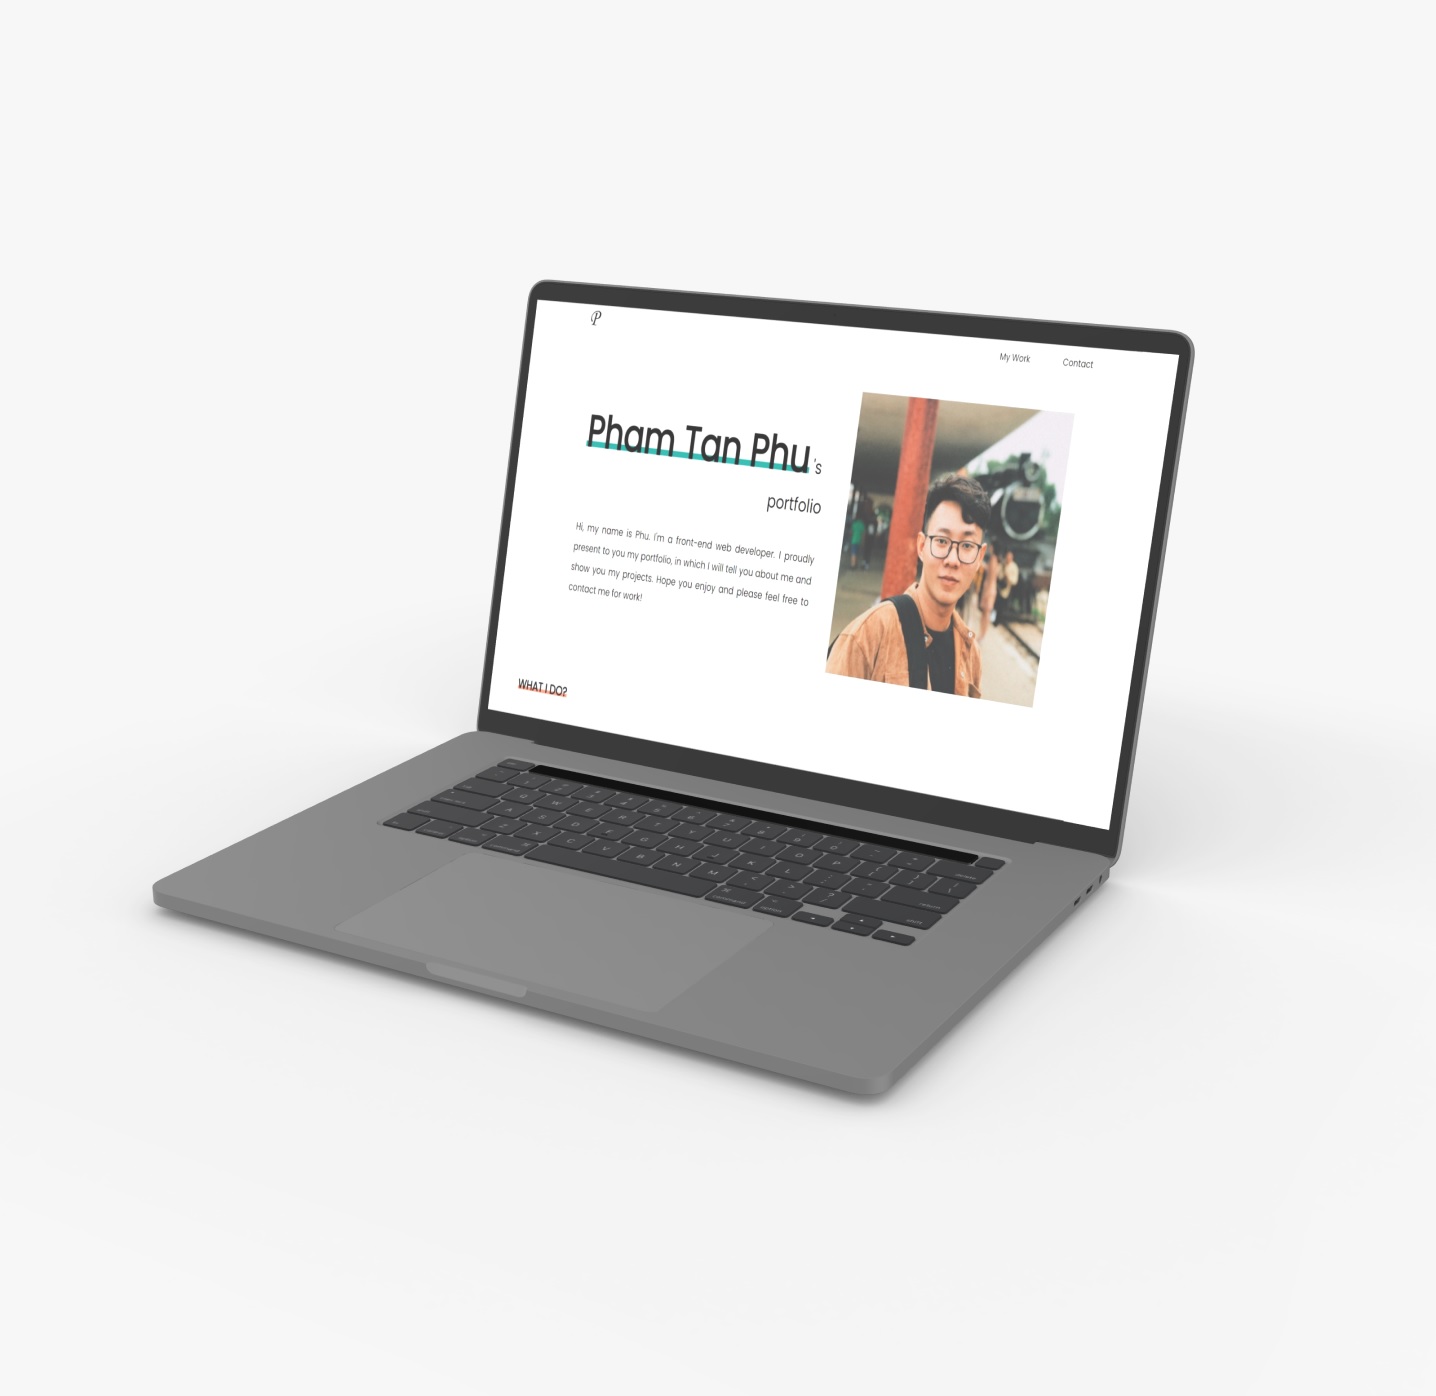 P
My Work Contact
Pham Tan Phu's
portfolio
Hi, my name is Phu. I'm a front-end web developer. I proudly
present to you my portfolio, in which I will tell you about me and
show you my projects. Hope you enjoy and please feel free to
contact me for work!
WHAT I DO?